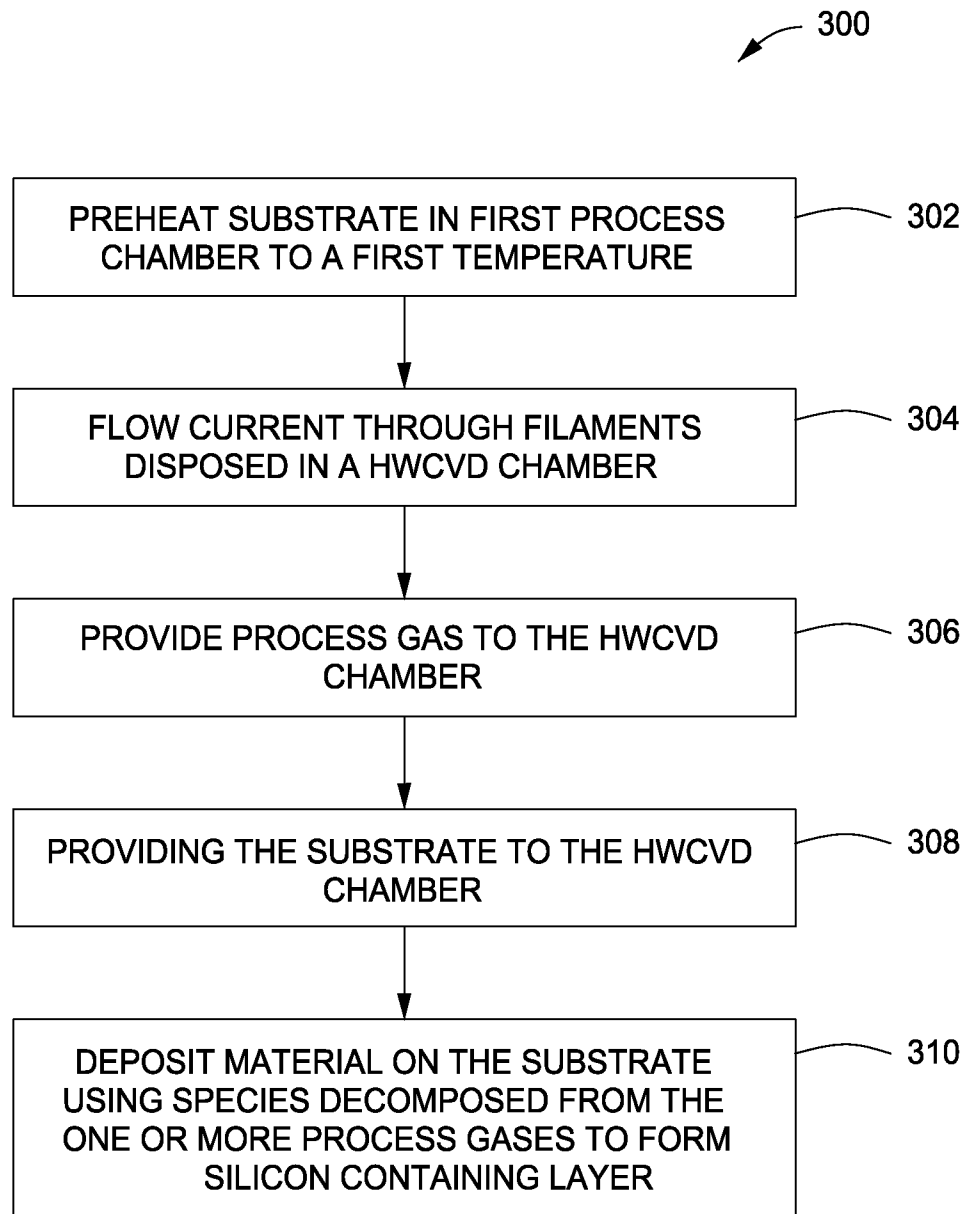 300
PREHEAT SUBSTRATE IN FIRST PROCESS
CHAMBER TO A FIRST TEMPERATURE
302
FLOW CURRENT THROUGH FILAMENTS
DISPOSED IN A HWCVD CHAMBER
304
PROVIDE PROCESS GAS TO THE HWCVD
CHAMBER
306
PROVIDING THE SUBSTRATE TO THE HWCVD
CHAMBER
308
DEPOSIT MATERIAL ON THE SUBSTRATE
USING SPECIES DECOMPOSED FROM THE
ONE OR MORE PROCESS GASES TO FORM
SILICON CONTAINING LAYER
310